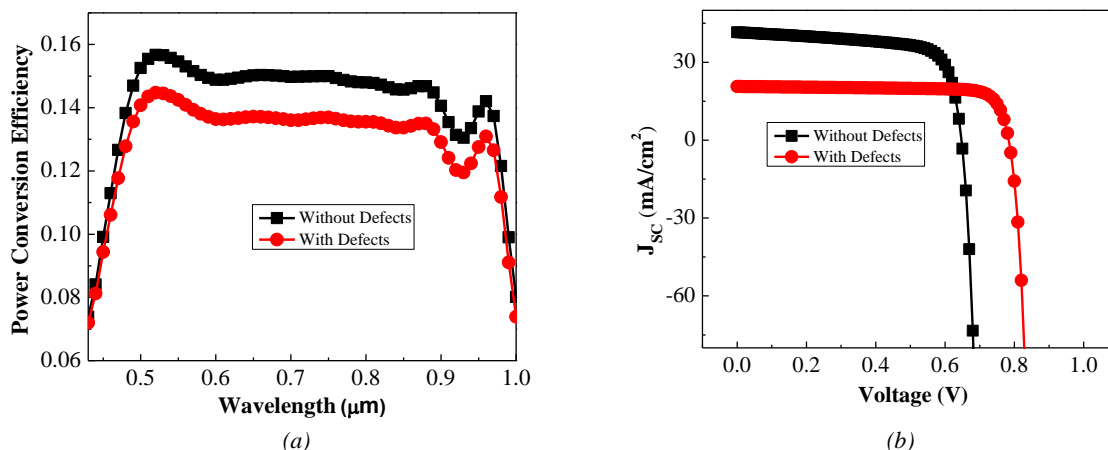 0.16
0.14
0.12
0.10
0.08
0.06
Power Conversion Efficiency
Without Defects
With Defects
0.5 0.6 0.7 0.8 0.9 1.0
Wavelength (μm)
(a)
30
0
-30
-60
J_SC (mA/cm²)
Without Defects
With Defects
0.0 0.2 0.4 0.6 0.8 1.0
Voltage (V)
(b)